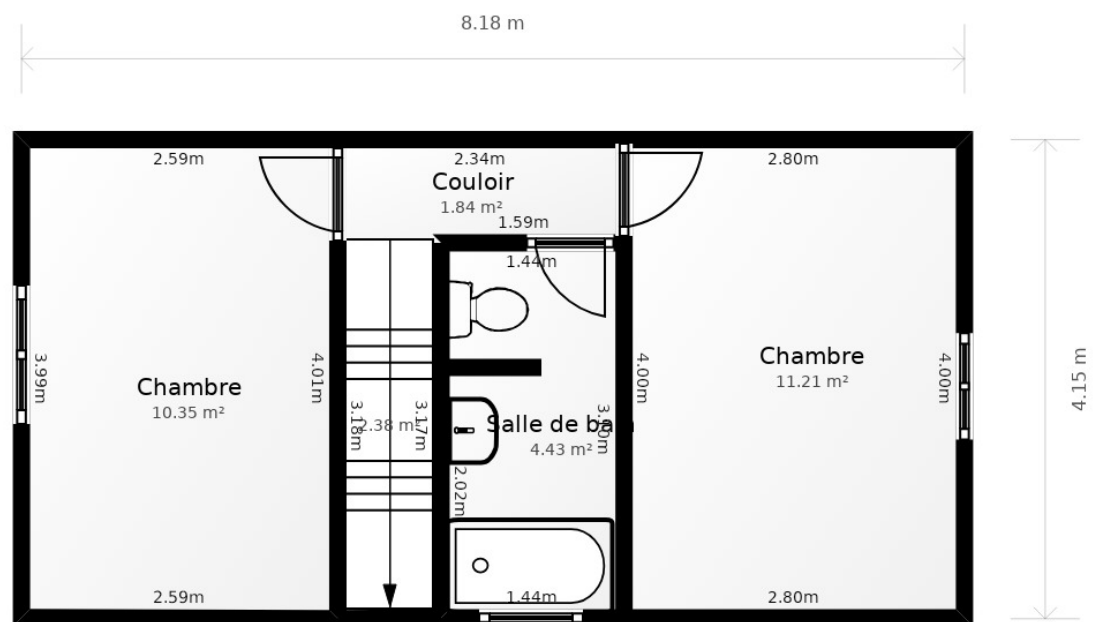 8.18 m
2.59m
2.34m
2.80m
Couloir
1.84 m²
1.59m
1.44m
4.15 m
3.99m
4.01m
4.00m
4.00m
Chambre
11.21 m²
Chambre
10.35 m²
3.18m
2.38 m²
3.17m
Salle de bain
4.43 m²
2.02m
2.59m
1.44m
2.80m